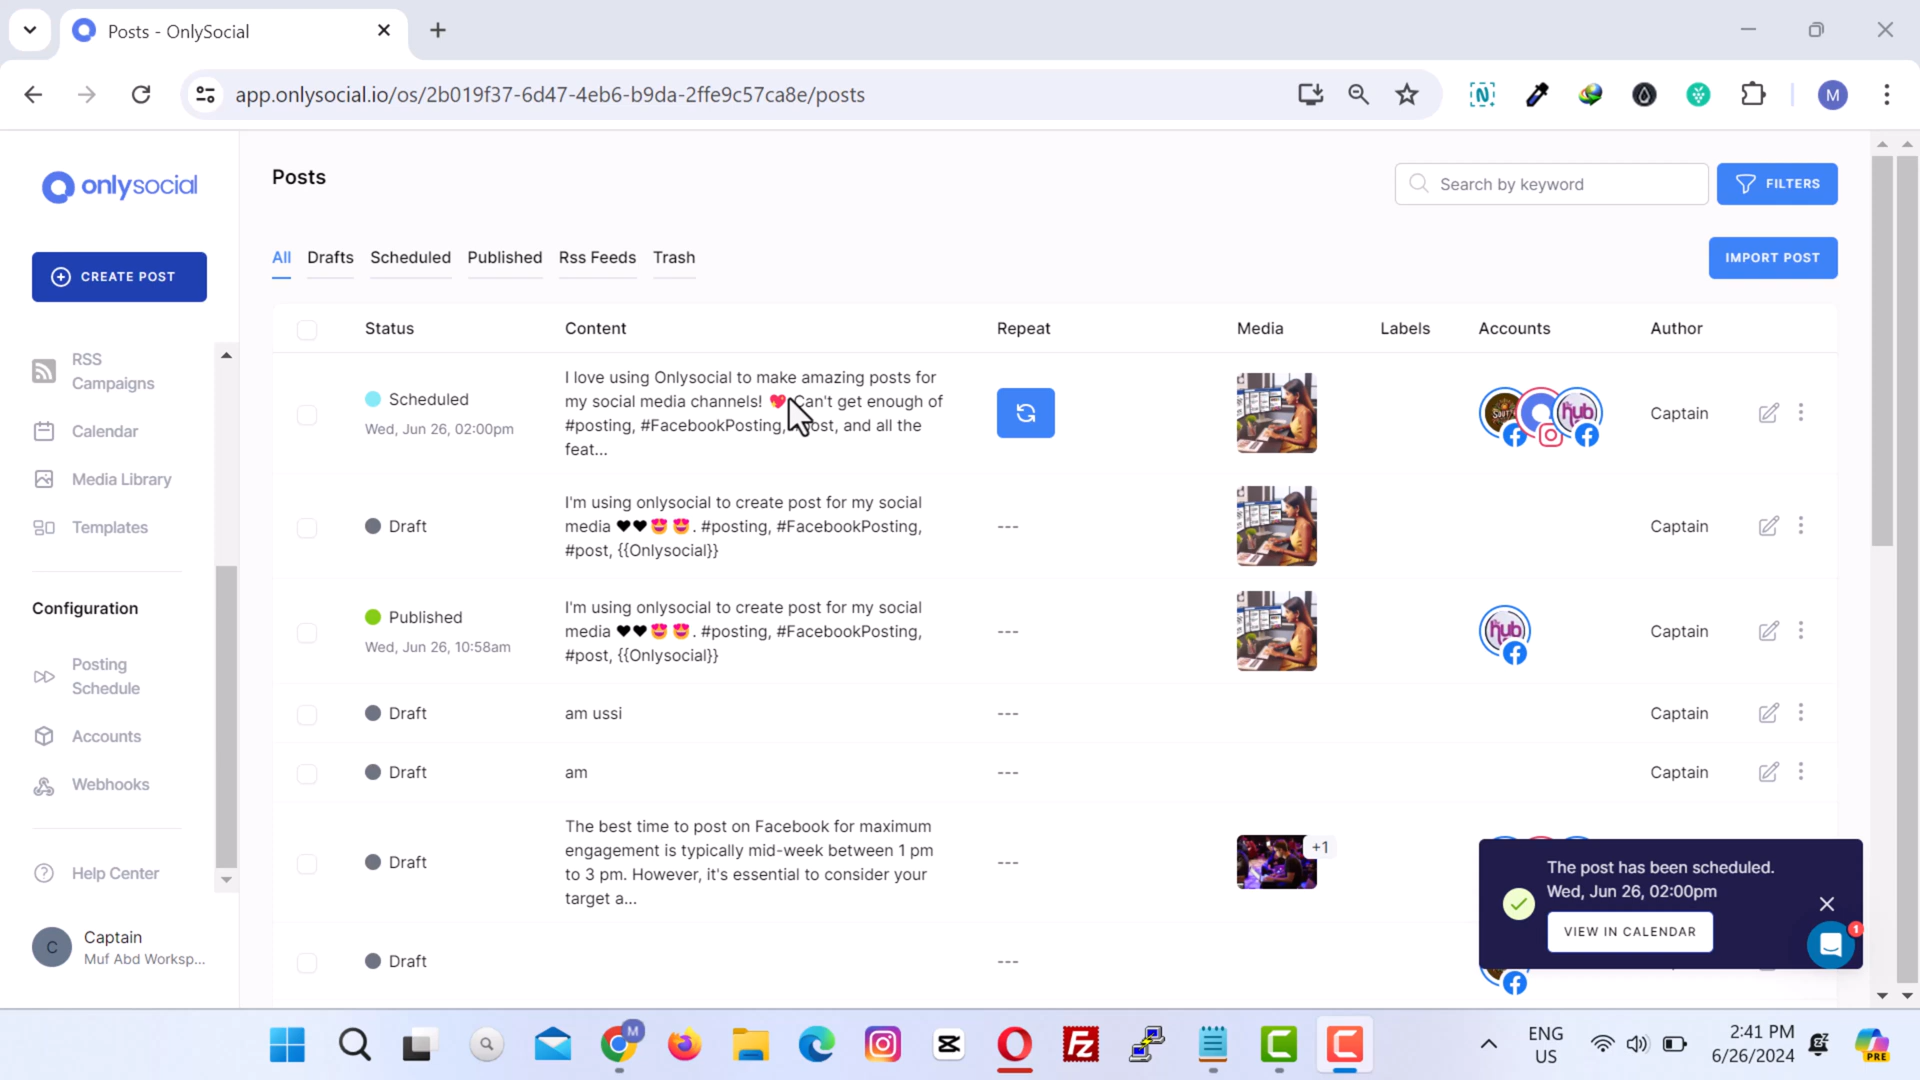 Posts - OnlySocial
app.onlysocial.io/os/2b019f37-6d47-4eb6-b9da-2ffe9c57ca8e/posts
M
onlysocial
Posts
Search by keyword
FILTERS
CREATE POST
All Drafts Scheduled Published Rss Feeds Trash
IMPORT POST
Status Content Repeat Media Labels Accounts Author
RSS
Campaigns
Calendar
Media Library
Templates
Configuration
Posting
Schedule
Accounts
Webhooks
Help Center
C
Captain
Muf Abd Worksp...
Scheduled
Wed, Jun 26, 02:00pm
I love using Onlysocial to make amazing posts for
my social media channels! 💖 Can't get enough of
#posting, #FacebookPosting, ost, and all the
feat...
hub
Captain
Draft
I'm using onlysocial to create post for my social
media ♥♥😍😍. #posting, #FacebookPosting,
#post, {{Onlysocial}}
---
Captain
Published
Wed, Jun 26, 10:58am
I'm using onlysocial to create post for my social
media ♥♥😍😍. #posting, #FacebookPosting,
#post, {{Onlysocial}}
---
hub
Captain
Draft
am ussi
---
Captain
Draft
am
---
Captain
Draft
The best time to post on Facebook for maximum
engagement is typically mid-week between 1 pm
to 3 pm. However, it's essential to consider your
target a...
---
+1
Draft
---
The post has been scheduled.
Wed, Jun 26, 02:00pm
VIEW IN CALENDAR
1
M
Fz
ENG
US
2:41 PM
6/26/2024
PRE